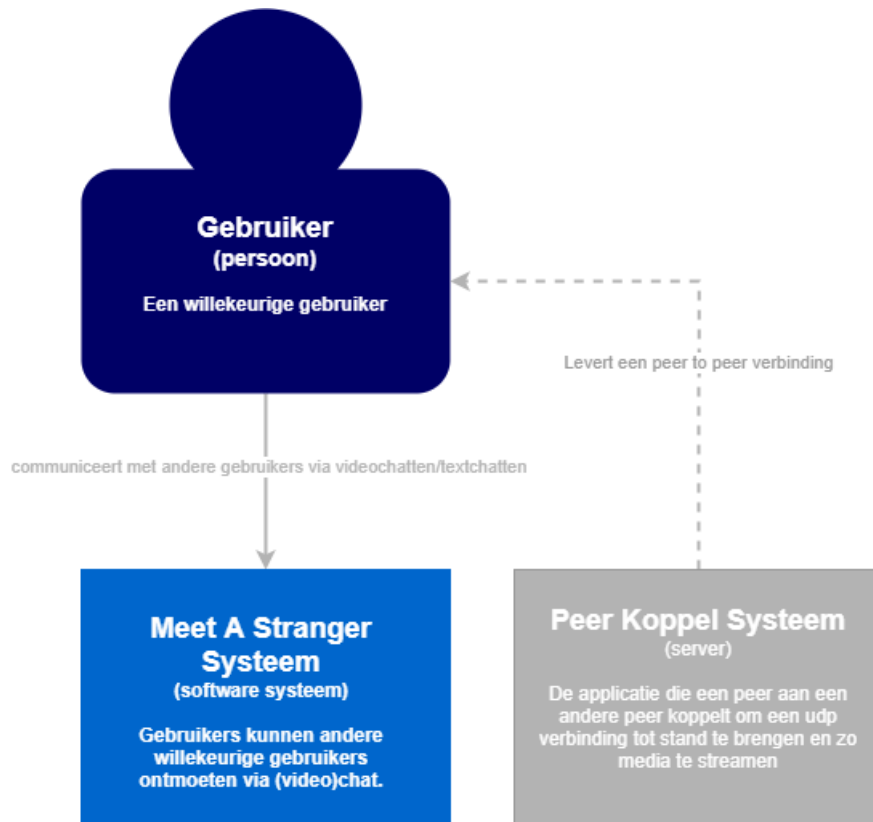 Gebruiker
(persoon)
Een willekeurige gebruiker
Levert een peer to peer verbinding
communiceert met andere gebruikers via videochatten/textchatten
Meet A Stranger
Systeem
(software systeem)
Gebruikers kunnen andere
willekeurige gebruikers
ontmoeten via (video)chat.
Peer Koppel Systeem
(server)
De applicatie die een peer aan een
andere peer koppelt om een udp
verbinding tot stand te brengen en zo
media te streamen